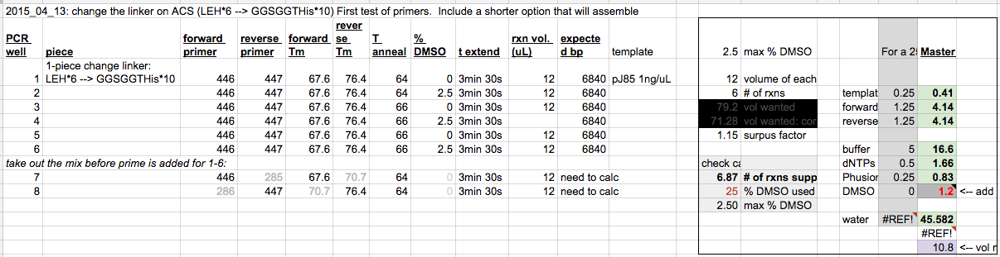 2015_04_13: change the linker on ACS (LEH*6 --> GGSGGTHis*10) First test of primers. Include a shorter option that will assemble
PCR well piece forward primer reverse primer forward Tm rever se Tm T anneal % DMSO t extend rxn vol. (uL) expecte d bp template 2.5 max % DMSO For a 2 Master
1-piece change linker:
1 LEH*6 --> GGSGGTHis*10 446 447 67.6 76.4 64 0 3min 30s 12 6840 pJ85 1ng/uL 12 volume of each
2 446 447 67.6 76.4 64 2.5 3min 30s 12 6840 6 # of rxns templat 0.25 0.41
3 446 447 67.6 76.4 66 0 3min 30s 12 6840 79.2 vol wanted forward 1.25 4.14
4 446 447 67.6 76.4 66 2.5 3min 30s 6840 71.28 vol wanted: cor reverse 1.25 4.14
5 446 447 67.6 76.4 66 0 3min 30s 12 6840 1.15 surpus factor
6 446 447 67.6 76.4 66 2.5 3min 30s 12 6840 buffer 5 16.6
take out the mix before prime is added for 1-6: check ca dNTPs 0.5 1.66
7 446 285 67.6 70.7 64 0 3min 30s 12 need to calc 6.87 # of rxns supp Phusion 0.25 0.83
8 286 447 70.7 76.4 64 0 3min 30s 12 need to calc 25 % DMSO used DMSO 0 1.2 <-- add
2.50 max % DMSO
water #REF! 45.582
#REF!
10.8 <-- vol